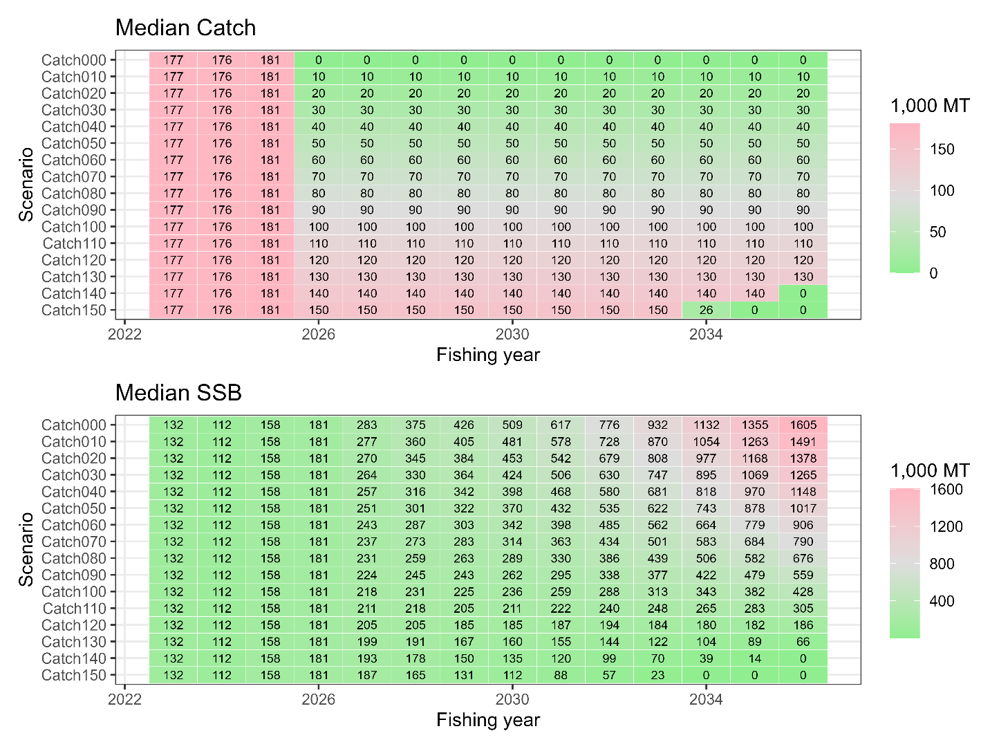 Median Catch
Scenario
Catch000 177 176 181 0 0 0 0 0 0 0 0 0 0 0
Catch010 177 176 181 10 10 10 10 10 10 10 10 10 10 10
Catch020 177 176 181 20 20 20 20 20 20 20 20 20 20 20
Catch030 177 176 181 30 30 30 30 30 30 30 30 30 30 30
Catch040 177 176 181 40 40 40 40 40 40 40 40 40 40 40
Catch050 177 176 181 50 50 50 50 50 50 50 50 50 50 50
Catch060 177 176 181 60 60 60 60 60 60 60 60 60 60 60
Catch070 177 176 181 70 70 70 70 70 70 70 70 70 70 70
Catch080 177 176 181 80 80 80 80 80 80 80 80 80 80 80
Catch090 177 176 181 90 90 90 90 90 90 90 90 90 90 90
Catch100 177 176 181 100 100 100 100 100 100 100 100 100 100 100
Catch110 177 176 181 110 110 110 110 110 110 110 110 110 110 110
Catch120 177 176 181 120 120 120 120 120 120 120 120 120 120 120
Catch130 177 176 181 130 130 130 130 130 130 130 130 130 130 130
Catch140 177 176 181 140 140 140 140 140 140 140 140 140 140 0
Catch150 177 176 181 150 150 150 150 150 150 150 150 26 0 0
2022 2026 2030 2034
Fishing year
1,000 MT
150
100
50
0
Median SSB
Scenario
Catch000 132 112 158 181 283 375 426 509 617 776 932 1132 1355 1605
Catch010 132 112 158 181 277 360 405 481 578 728 870 1054 1263 1491
Catch020 132 112 158 181 270 345 384 453 542 679 808 977 1168 1378
Catch030 132 112 158 181 264 330 364 424 506 630 747 895 1069 1265
Catch040 132 112 158 181 257 316 342 398 468 580 681 818 970 1148
Catch050 132 112 158 181 251 301 322 370 432 535 622 743 878 1017
Catch060 132 112 158 181 243 287 303 342 398 485 562 664 779 906
Catch070 132 112 158 181 237 273 283 314 363 434 501 583 684 790
Catch080 132 112 158 181 231 259 263 289 330 386 439 506 582 676
Catch090 132 112 158 181 224 245 243 262 295 338 377 422 479 559
Catch100 132 112 158 181 218 231 225 236 259 288 313 343 382 428
Catch110 132 112 158 181 211 218 205 211 222 240 248 265 283 305
Catch120 132 112 158 181 205 205 185 185 187 194 184 180 182 186
Catch130 132 112 158 181 199 191 167 160 155 144 122 104 89 66
Catch140 132 112 158 181 193 178 150 135 120 99 70 39 14 0
Catch150 132 112 158 181 187 165 131 112 88 57 23 0 0 0
2022 2026 2030 2034
Fishing year
1,000 MT
1600
1200
800
400